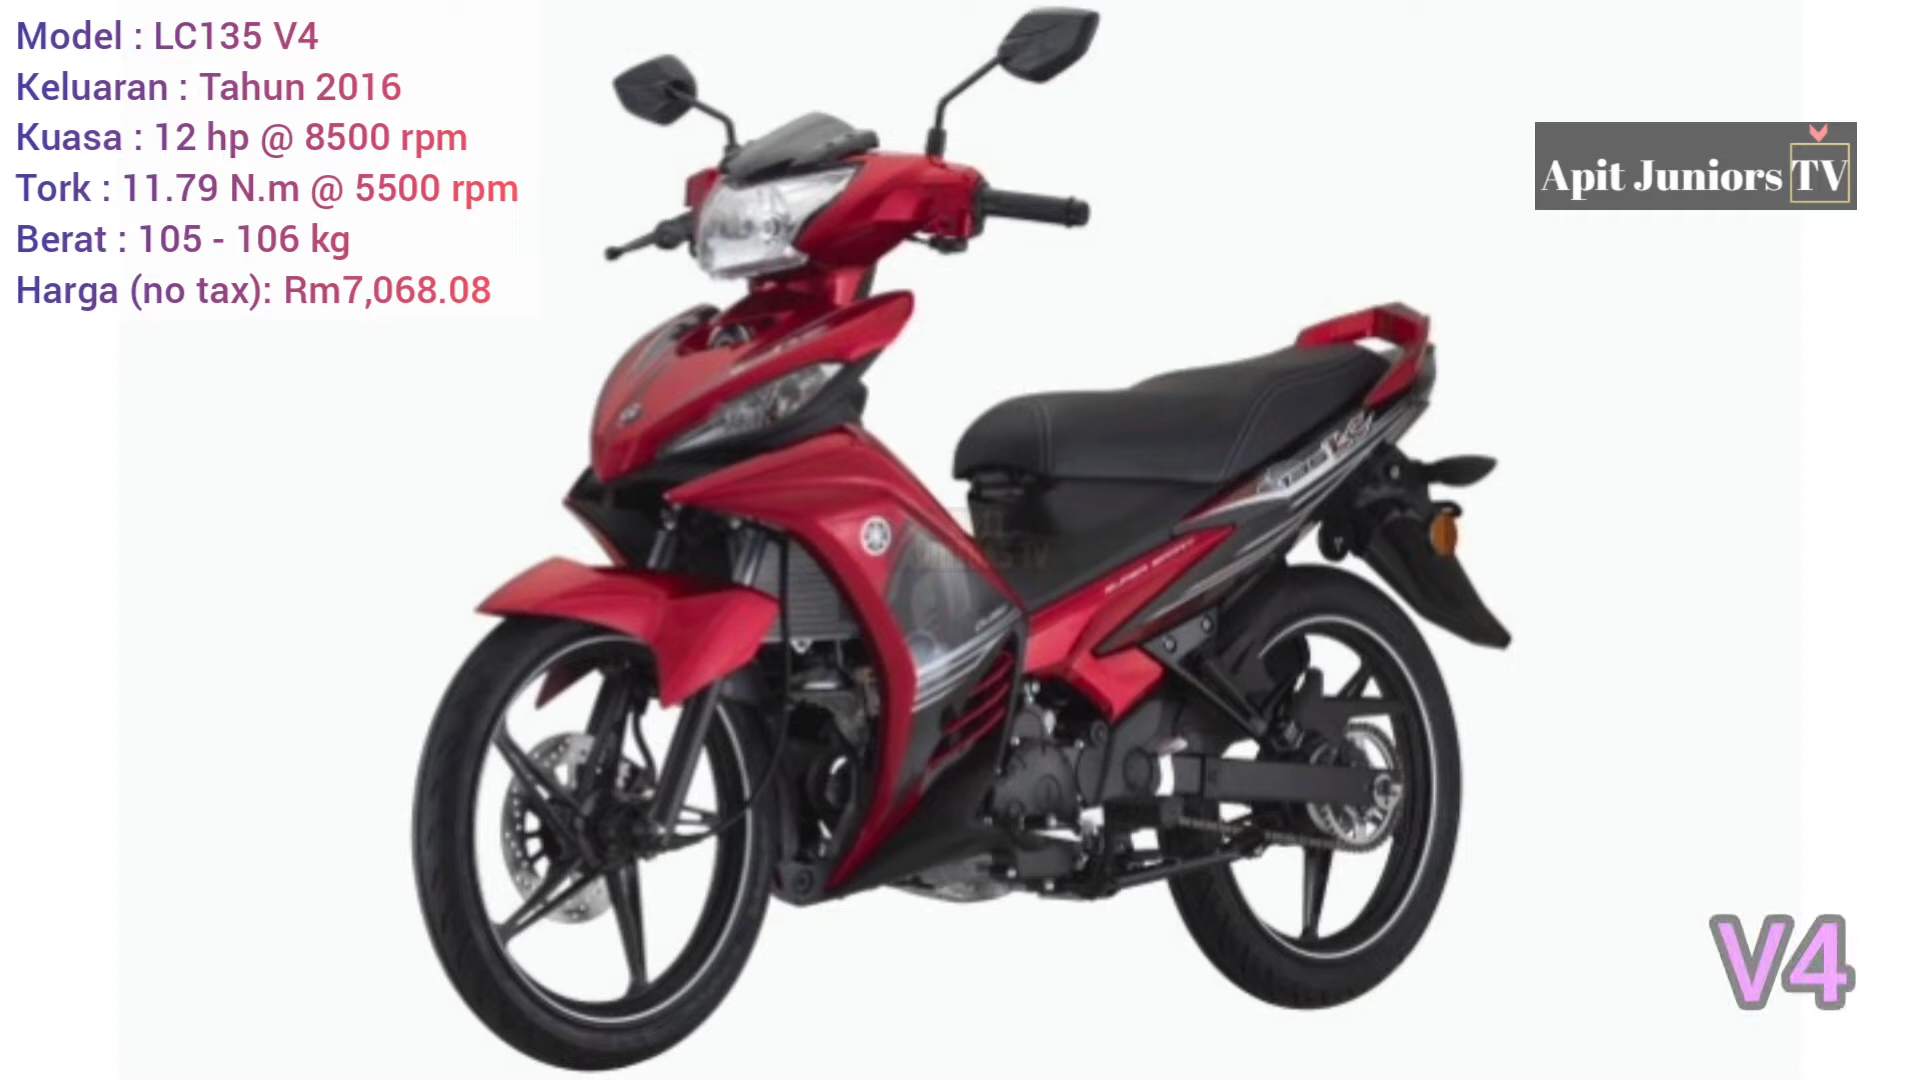 Model : LC135 V4
Keluaran : Tahun 2016
Kuasa : 12 hp @ 8500 rpm
Tork : 11.79 N.m @ 5500 rpm
Berat : 105 - 106 kg
Harga (no tax): Rm7,068.08
Apit Juniors TV
V4